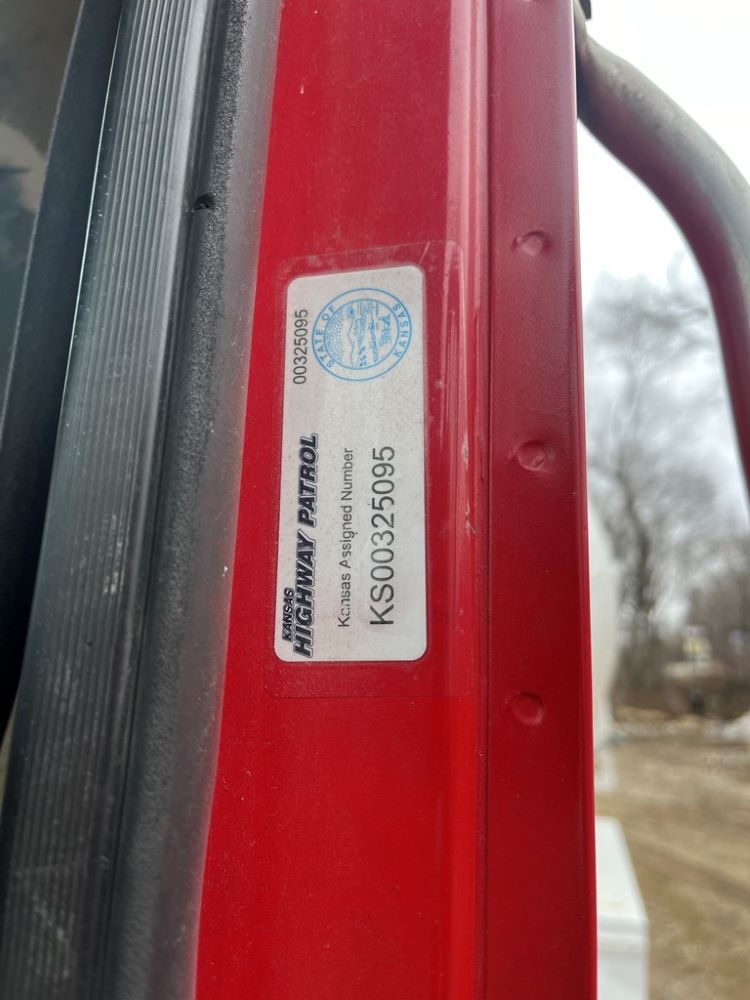 KANSAS
HIGHWAY PATROL
00325095
Kansas Assigned Number
KS00325095
STATE OF
KANSAS